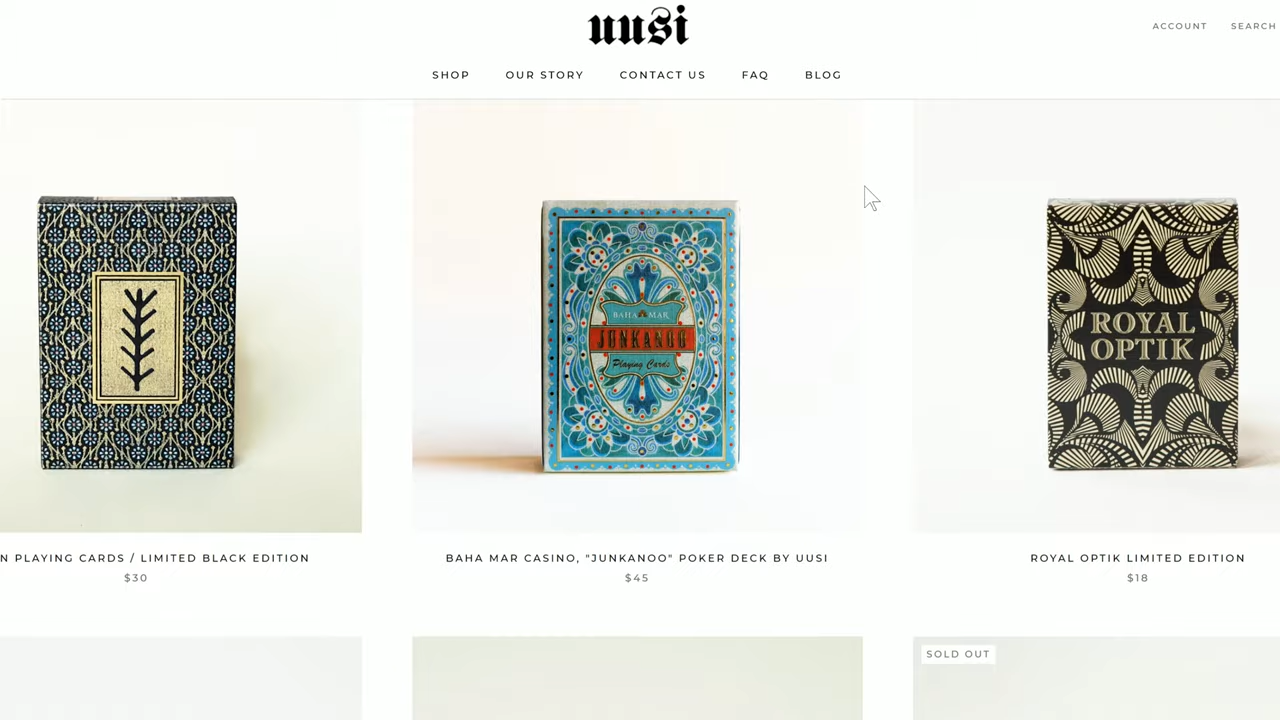 uusi
ACCOUNT
SEARCH
SHOP
OUR STORY
CONTACT US
FAQ
BLOG
BAHA MAR
JUNKANOO
Playing Cards
ROYAL
OPTIK
N PLAYING CARDS / LIMITED BLACK EDITION
$30
BAHA MAR CASINO, "JUNKANOO" POKER DECK BY UUSI
$45
ROYAL OPTIK LIMITED EDITION
$18
SOLD OUT